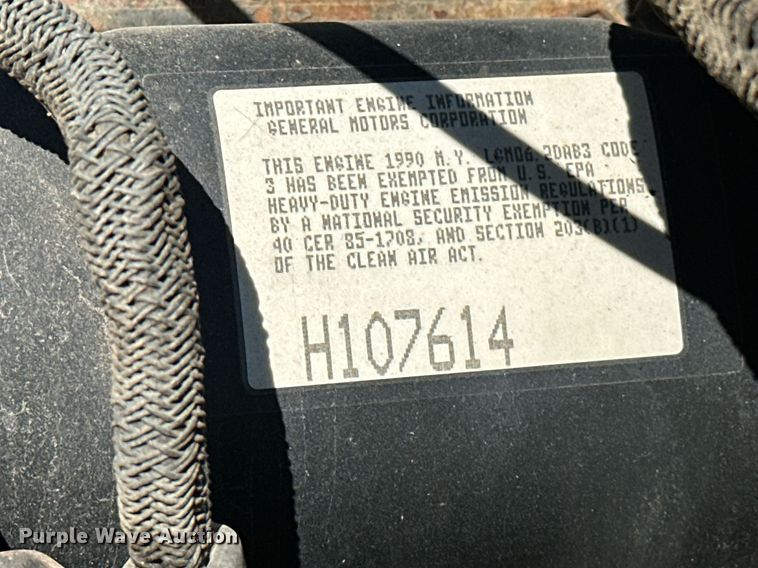 IMPORTANT ENGINE INFORMATION
GENERAL MOTORS CORPORATION
THIS ENGINE 1990 M.Y. LGM06.2DAB3 CODE
3 HAS BEEN EXEMPTED FROM U.S. EPA
HEAVY-DUTY ENGINE EMISSION REGULATIONS
BY A NATIONAL SECURITY EXEMPTION PER
40 CFR 85-1708, AND SECTION 203(B)(1)
OF THE CLEAN AIR ACT.
H107614
Purple Wave Auction